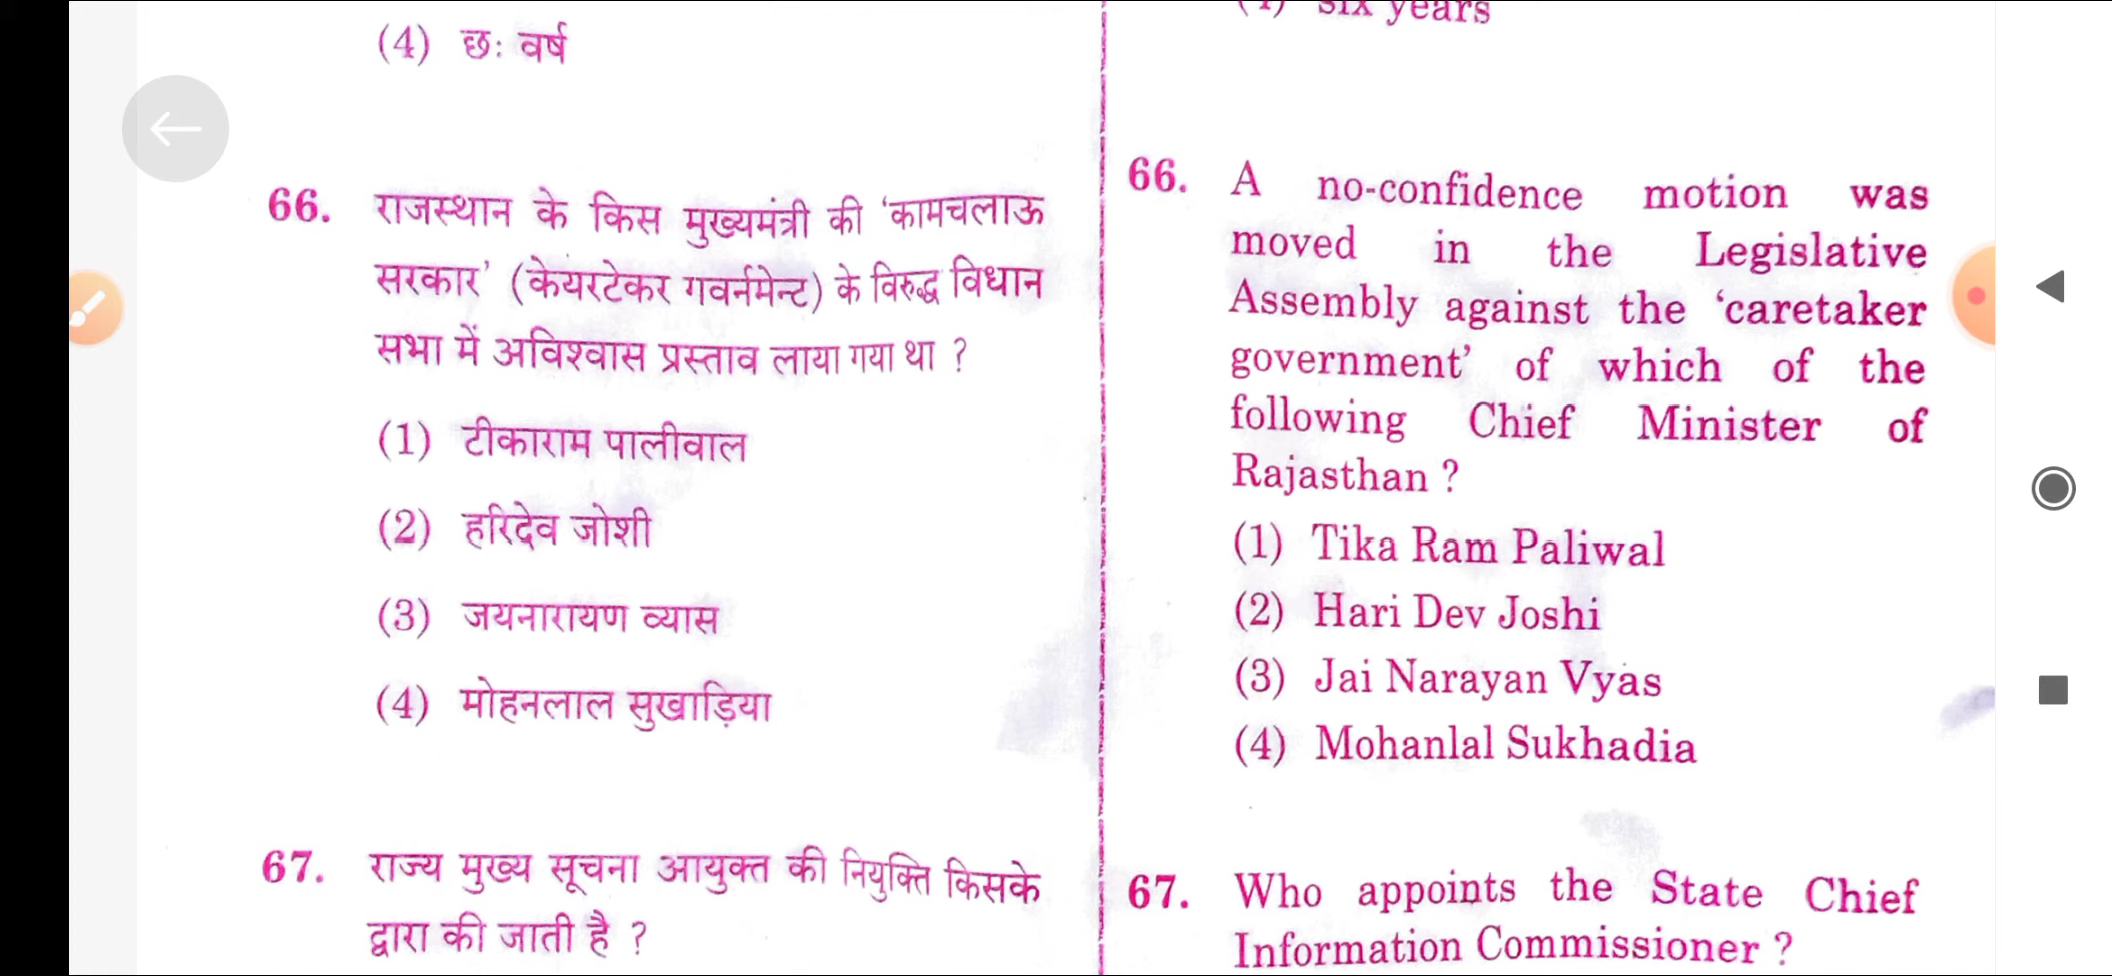 (4) छः वर्ष
66. राजस्थान के किस मुख्यमंत्री की ‘कामचलाऊ
सरकार’ (केयरटेकर गवर्नमेन्ट) के विरुद्ध विधान
सभा में अविश्वास प्रस्ताव लाया गया था ?
(1) टीकाराम पालीवाल
(2) हरिदेव जोशी
(3) जयनारायण व्यास
(4) मोहनलाल सुखाड़िया
67. राज्य मुख्य सूचना आयुक्त की नियुक्ति किसके
द्वारा की जाती है ?
(4) six years
66. A no-confidence motion was
moved in the Legislative
Assembly against the ‘caretaker
government’ of which of the
following Chief Minister of
Rajasthan ?
(1) Tika Ram Paliwal
(2) Hari Dev Joshi
(3) Jai Narayan Vyas
(4) Mohanlal Sukhadia
67. Who appoints the State Chief
Information Commissioner ?